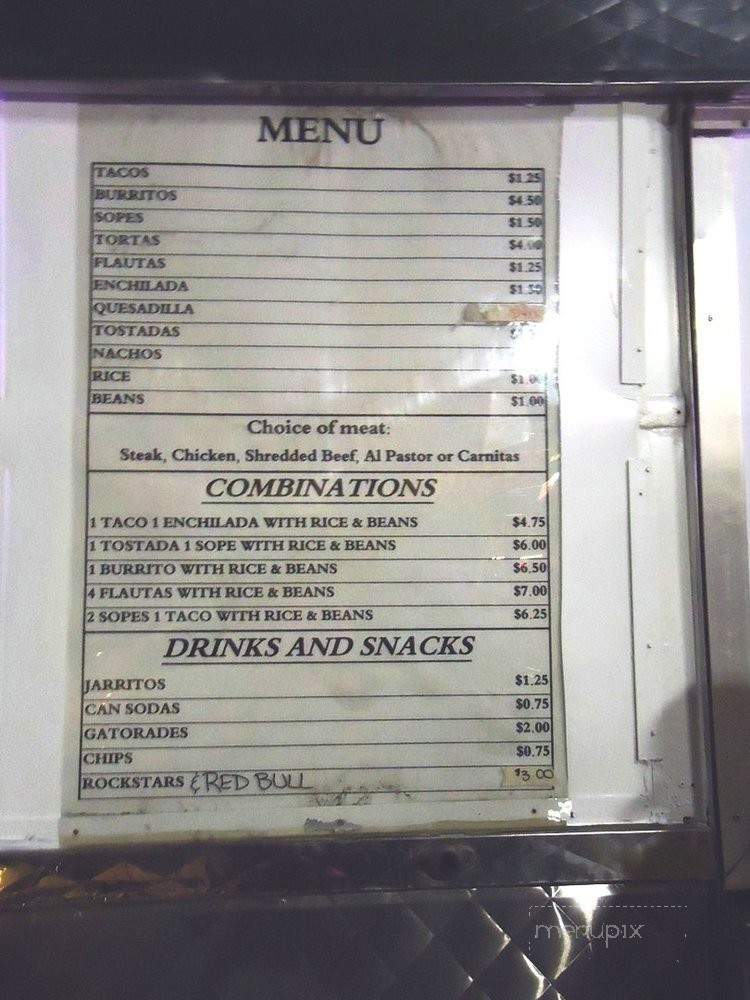 MENU
TACOS $1.25
BURRITOS $4.50
SOPES $1.50
TORTAS $4.00
FLAUTAS $1.25
ENCHILADA $1.50
QUESADILLA
TOSTADAS
NACHOS
RICE $1.00
BEANS $1.00
Choice of meat:
Steak, Chicken, Shredded Beef, Al Pastor or Carnitas
COMBINATIONS
1 TACO 1 ENCHILADA WITH RICE & BEANS $4.75
1 TOSTADA 1 SOPE WITH RICE & BEANS $6.00
1 BURRITO WITH RICE & BEANS $6.50
4 FLAUTAS WITH RICE & BEANS $7.00
2 SOPES 1 TACO WITH RICE & BEANS $6.25
DRINKS AND SNACKS
JARRITOS $1.25
CAN SODAS $0.75
GATORADES $2.00
CHIPS $0.75
ROCKSTARS & RED BULL $3.00
menupix